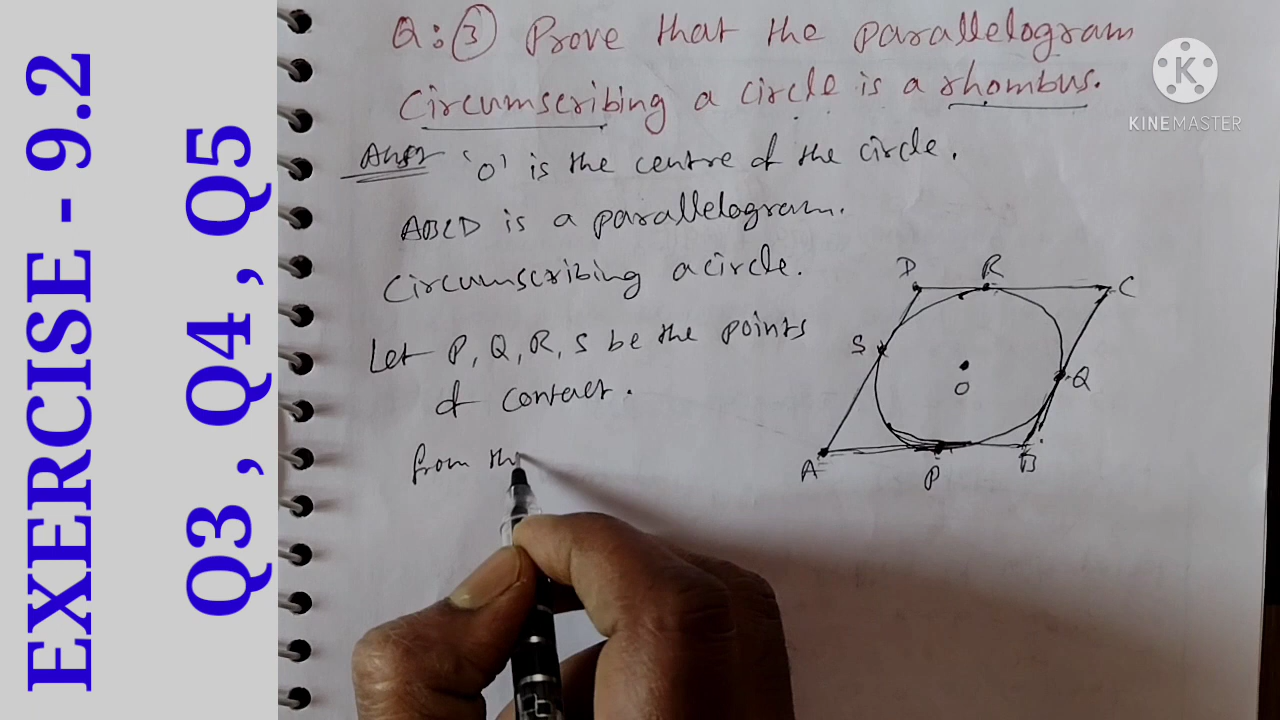 EXERCISE - 9.2
Q3 , Q4 , Q5
Q: ③ Prove that the parallelogram
Circumscribing a circle is a rhombus.
KINEMASTER
'O' is the centre of the circle.
ABCD is a parallelogram.
Circumscribing a circle.
Let P, Q, R, S be the points
of contact.
from th
D R C
S
O
Q
A P B